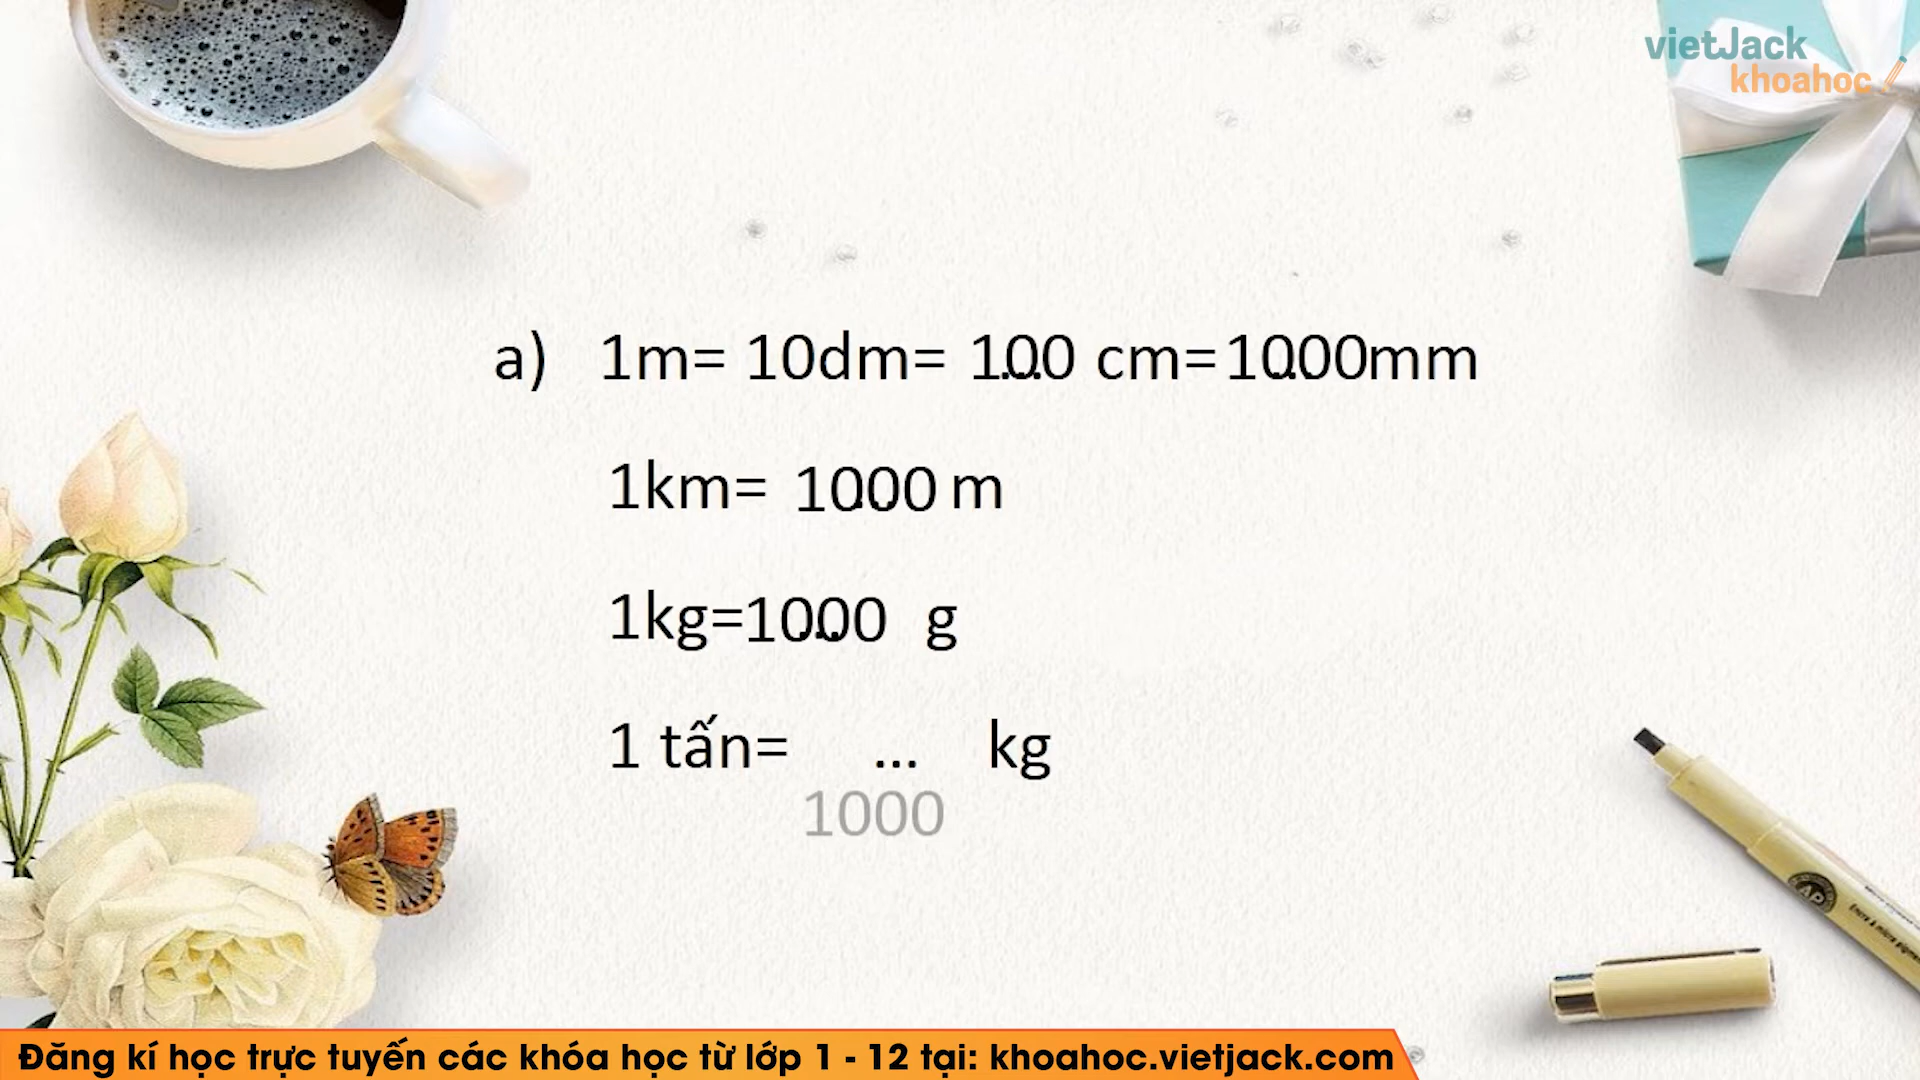 vietJack
khoahoc
a) 1m= 10dm= 100 cm= 1000mm
1km= 1000 m
1kg=1000 g
1 tấn= ... kg
1000
AP
Đăng kí học trực tuyến các khóa học từ lớp 1 - 12 tại: khoahoc.vietjack.com